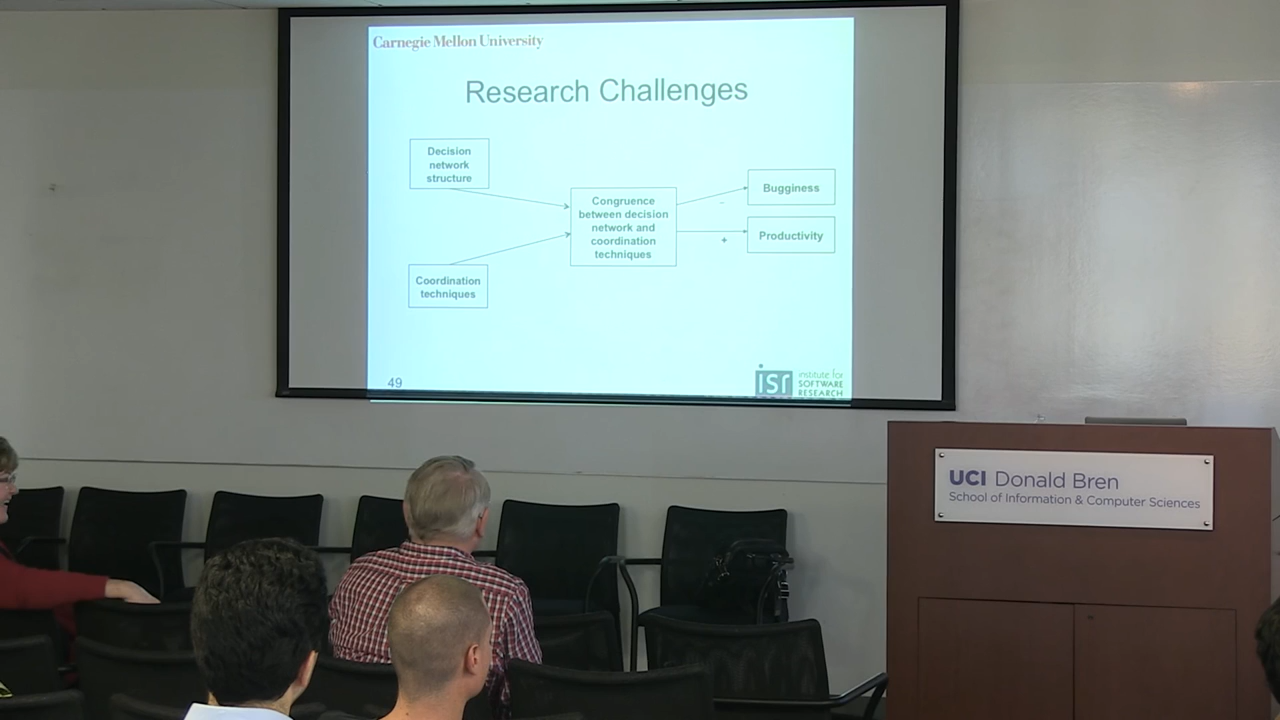 Carnegie Mellon University
Research Challenges
Decision
network
structure
Coordination
techniques
Congruence
between decision
network and
coordination
techniques
-
+
Bugginess
Productivity
49
isr
institute for
SOFTWARE
RESEARCH
UCI Donald Bren
School of Information & Computer Sciences